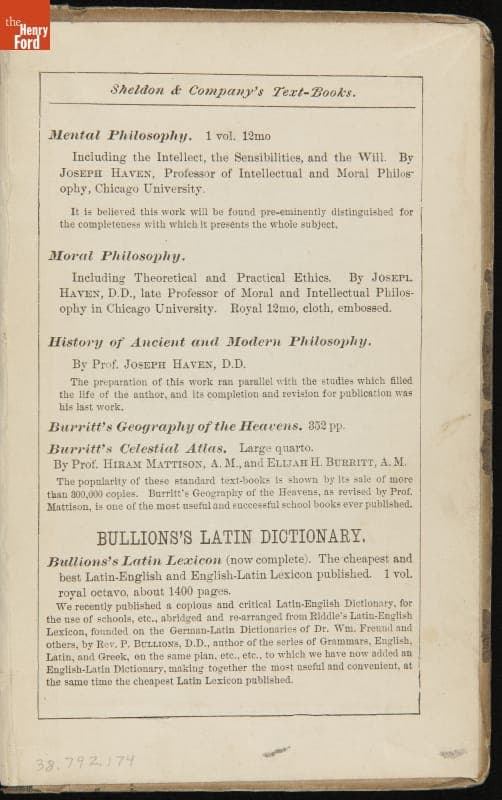 the
Henry
Ford
Sheldon & Company's Text-Books.
Mental Philosophy. 1 vol. 12mo
Including the Intellect, the Sensibilities, and the Will. By
JOSEPH HAVEN, Professor of Intellectual and Moral Philos-
ophy, Chicago University.
It is believed this work will be found pre-eminently distinguished for
the completeness with which it presents the whole subject.
Moral Philosophy.
Including Theoretical and Practical Ethics. By JOSEPH
HAVEN, D.D., late Professor of Moral and Intellectual Philos-
ophy in Chicago University. Royal 12mo, cloth, embossed.
History of Ancient and Modern Philosophy.
By Prof. JOSEPH HAVEN, D.D.
The preparation of this work ran parallel with the studies which filled
the life of the author, and its completion and revision for publication was
his last work.
Burritt's Geography of the Heavens. 352 pp.
Burritt's Celestial Atlas. Large quarto.
By Prof. HIRAM MATTISON, A. M., and ELIJAH H. BURRITT, A. M.
The popularity of these standard text-books is shown by its sale of more
than 300,000 copies. Burritt's Geography of the Heavens, as revised by Prof.
Mattison, is one of the most useful and successful school books ever published.
BULLIONS'S LATIN DICTIONARY.
Bullions's Latin Lexicon (now complete). The cheapest and
best Latin-English and English-Latin Lexicon published. 1 vol.
royal octavo, about 1400 pages.
We recently published a copious and critical Latin-English Dictionary, for
the use of schools, etc., abridged and re-arranged from Riddle's Latin-English
Lexicon, founded on the German-Latin Dictionaries of Dr. Wm. Freund and
others, by REV. P. BULLIONS, D.D., author of the series of Grammars, English,
Latin, and Greek, on the same plan, etc., etc., to which we have now added an
English-Latin Dictionary, making together the most useful and convenient, at
the same time the cheapest Latin Lexicon published.
38.792.174